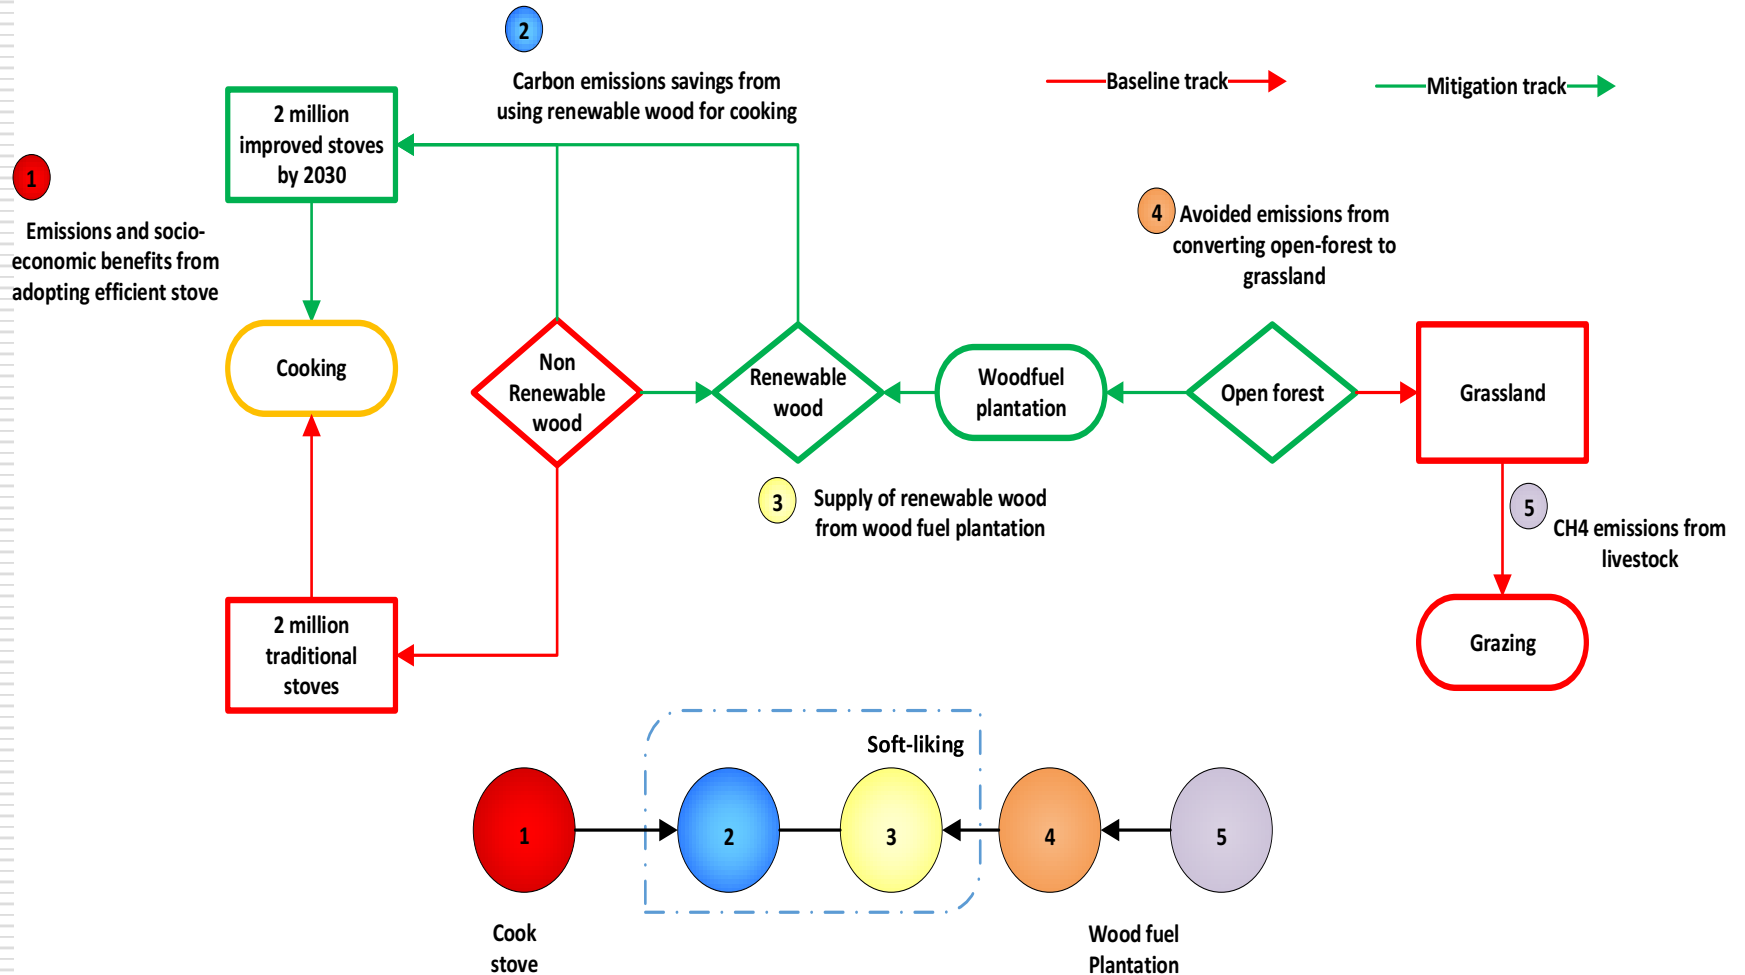 2
Carbon emissions savings from
using renewable wood for cooking
Baseline track
Mitigation track
2 million
improved stoves
by 2030
1
Emissions and socio-
economic benefits from
adopting efficient stove
4
Avoided emissions from
converting open-forest to
grassland
Cooking
Non
Renewable
wood
Renewable
wood
Woodfuel
plantation
Open forest
Grassland
3
Supply of renewable wood
from wood fuel plantation
5
CH4 emissions from
livestock
2 million
traditional
stoves
Grazing
Soft-liking
1
2
3
4
5
Cook
stove
Wood fuel
Plantation